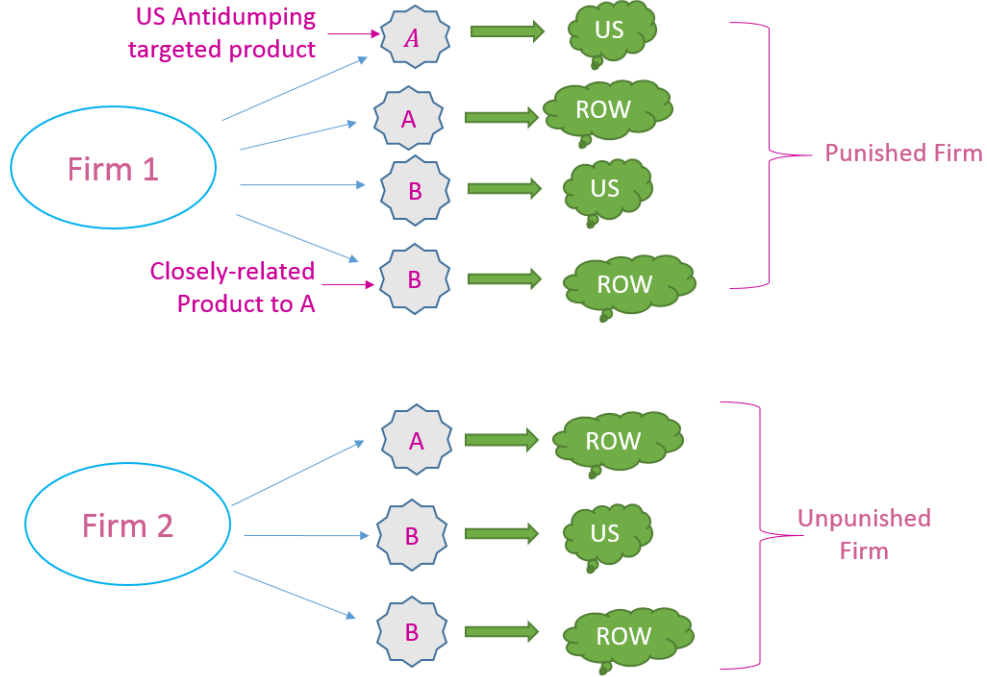 US Antidumping
targeted product
A
US
A
ROW
Firm 1
Punished Firm
B
US
Closely-related
Product to A
B
ROW
A
ROW
Firm 2
B
US
Unpunished
Firm
B
ROW